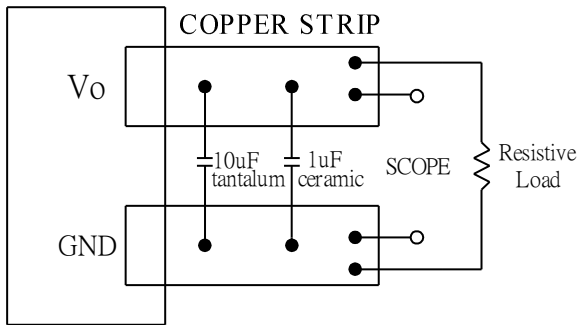 COPPER STRIP
Vo
10uF
tantalum
1uF
ceramic
SCOPE
Resistive
Load
GND